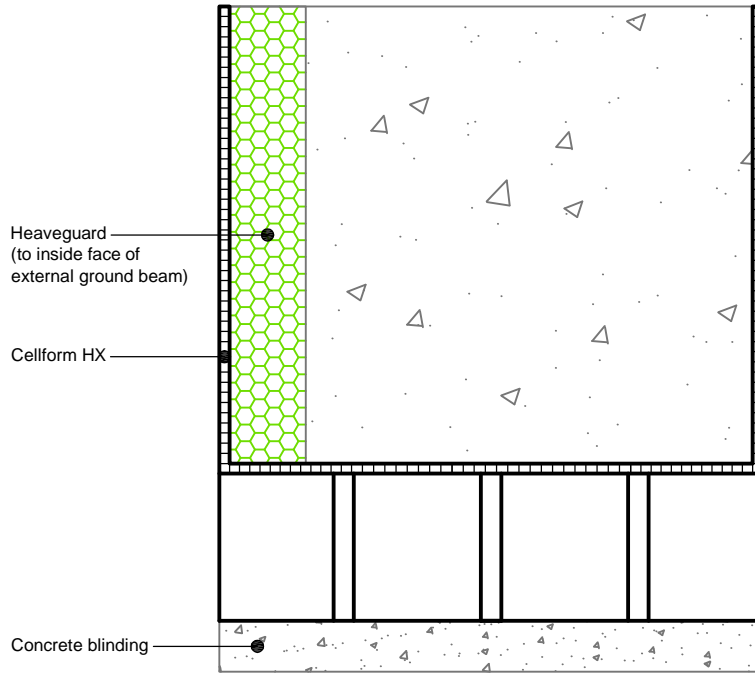 Heaveguard
(to inside face of
external ground beam)
Cellform HX
Concrete blinding